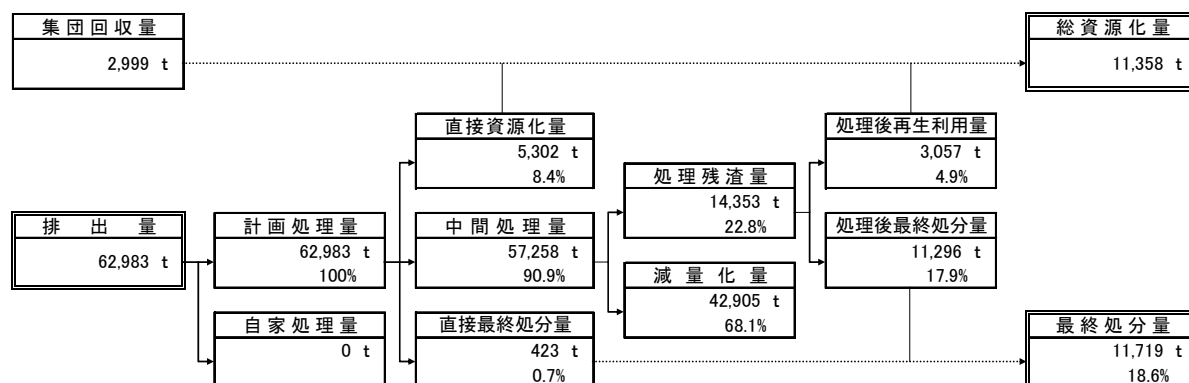 集団回収量
2,999 t
総資源化量
11,358 t
直接資源化量
5,302 t
8.4%
処理後再生利用量
3,057 t
4.9%
処理残渣量
14,353 t
22.8%
排出量
62,983 t
計画処理量
62,983 t
100%
中間処理量
57,258 t
90.9%
処理後最終処分量
11,296 t
17.9%
減量化量
42,905 t
68.1%
自家処理量
0 t
直接最終処分量
423 t
0.7%
最終処分量
11,719 t
18.6%